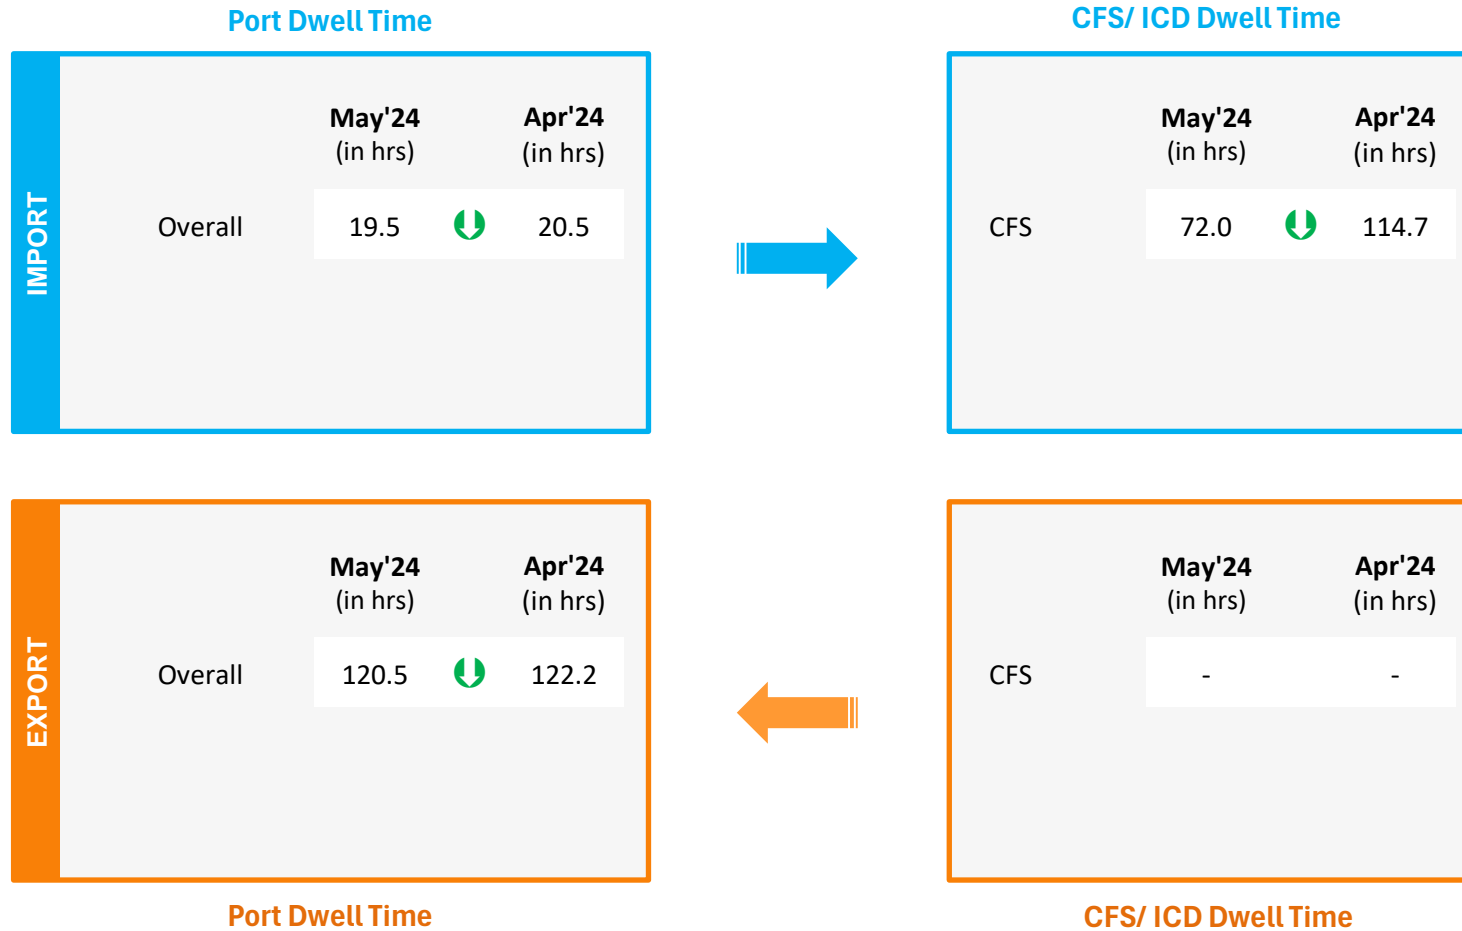 Port Dwell Time
CFS/ ICD Dwell Time
IMPORT
May'24 Apr'24
(in hrs) (in hrs)
Overall 19.5 20.5
May'24 Apr'24
(in hrs) (in hrs)
CFS 72.0 114.7
EXPORT
May'24 Apr'24
(in hrs) (in hrs)
Overall 120.5 122.2
May'24 Apr'24
(in hrs) (in hrs)
CFS - -
Port Dwell Time
CFS/ ICD Dwell Time